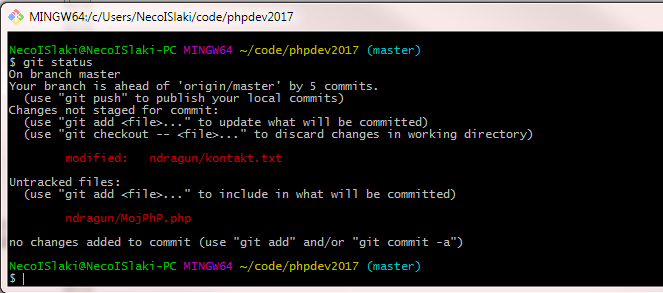 MINGW64:/c/Users/NecoISlaki/code/phpdev2017
NecoISlaki@NecoISlaki-PC MINGW64 ~/code/phpdev2017 (master)
$ git status
On branch master
Your branch is ahead of 'origin/master' by 5 commits.
  (use "git push" to publish your local commits)
Changes not staged for commit:
  (use "git add <file>..." to update what will be committed)
  (use "git checkout -- <file>..." to discard changes in working directory)
        modified:   ndragun/kontakt.txt
Untracked files:
  (use "git add <file>..." to include in what will be committed)
        ndragun/MojPhP.php
no changes added to commit (use "git add" and/or "git commit -a")
NecoISlaki@NecoISlaki-PC MINGW64 ~/code/phpdev2017 (master)
$